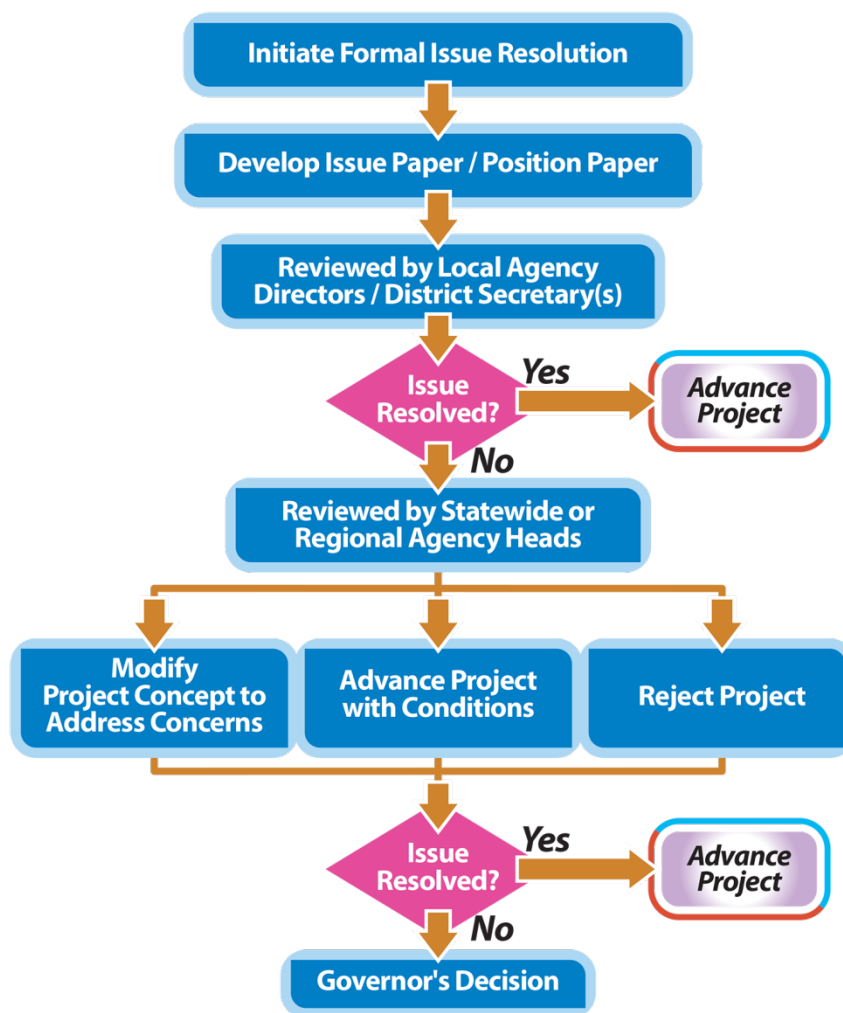 Initiate Formal Issue Resolution
Develop Issue Paper / Position Paper
Reviewed by Local Agency
Directors / District Secretary(s)
Issue
Resolved?
Yes
Advance
Project
No
Reviewed by Statewide or
Regional Agency Heads
Modify
Project Concept to
Address Concerns
Advance Project
with Conditions
Reject Project
Issue
Resolved?
Yes
Advance
Project
No
Governor's Decision